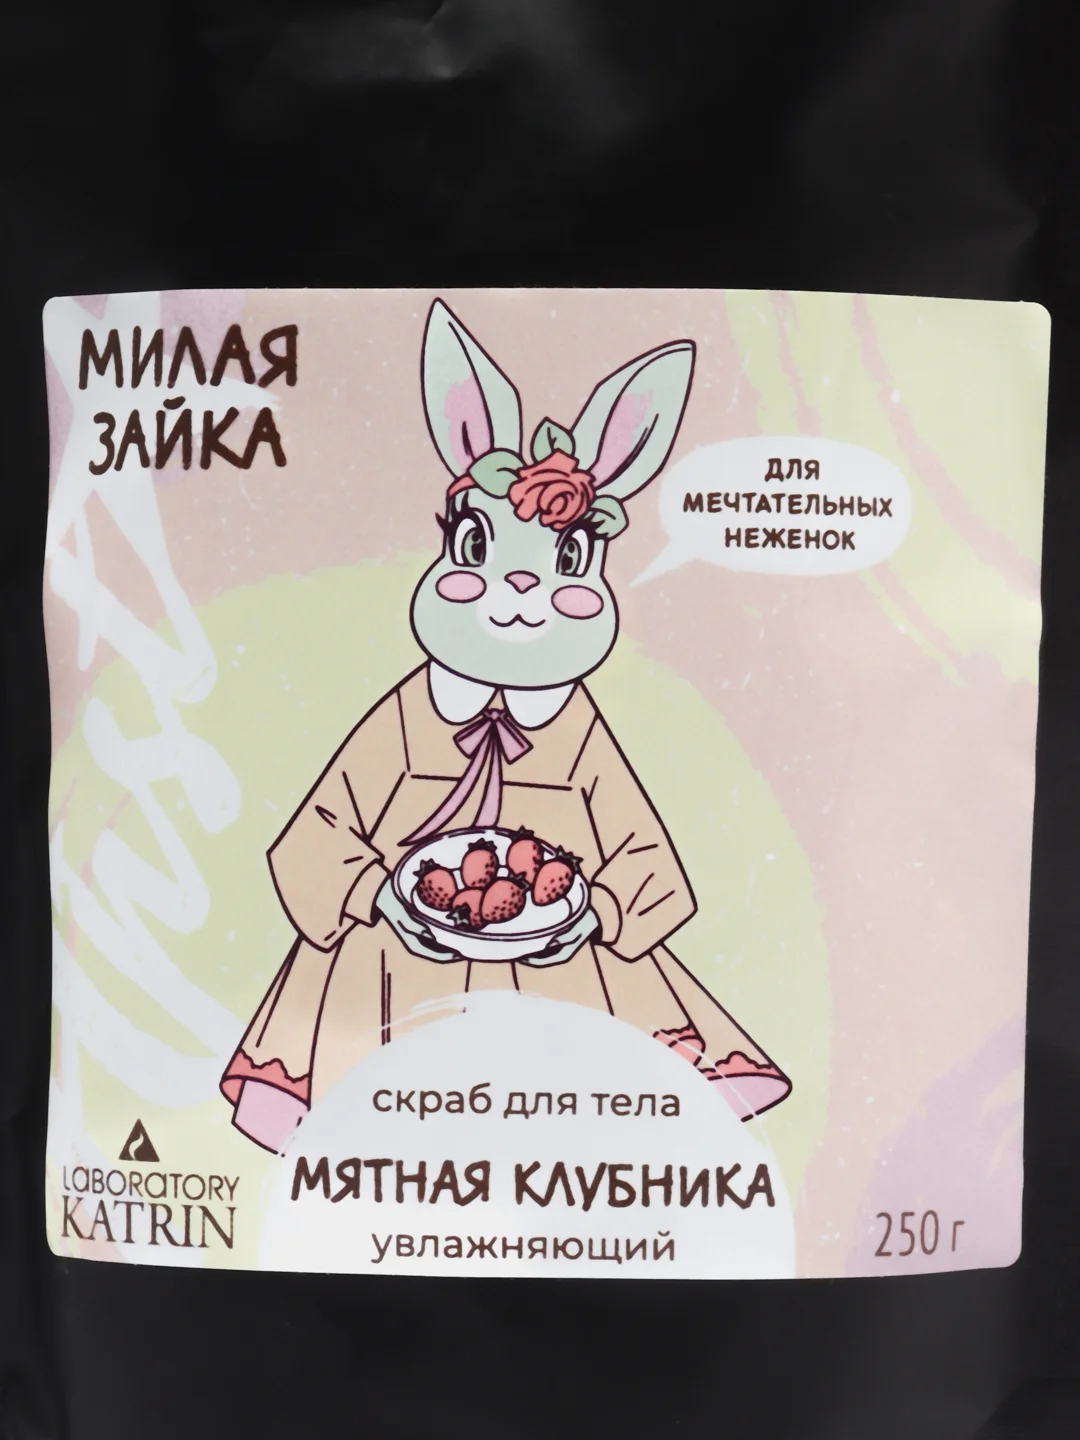 МИЛАЯ
ЗАЙКА
ДЛЯ
МЕЧТАТЕЛЬНЫХ
НЕЖЕНОК
скраб для тела
МЯТНАЯ КЛУБНИКА
увлажняющий
LABORATORY
KATRIN
250 г